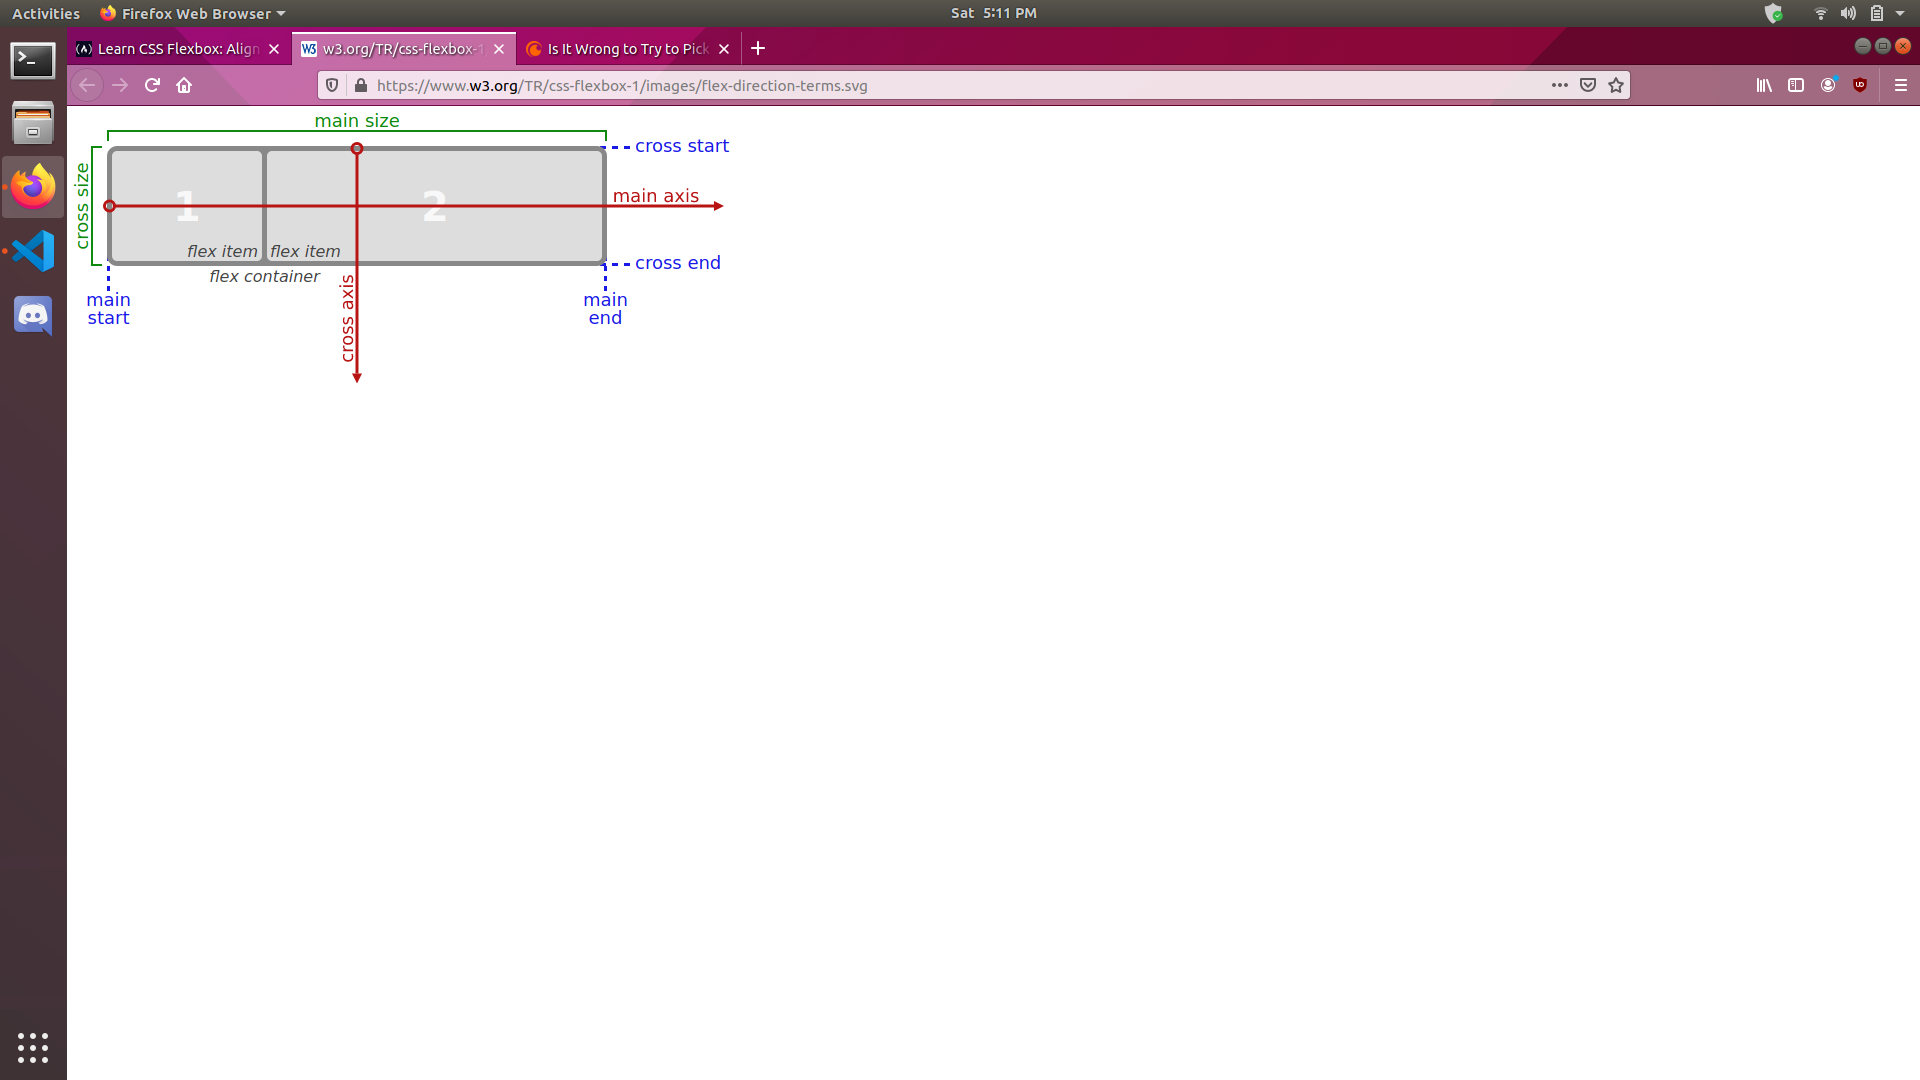 Activities
Firefox Web Browser
Sat 5:11 PM
Learn CSS Flexbox: Align
w3.org/TR/css-flexbox-1
Is It Wrong to Try to Pick
https://www.w3.org/TR/css-flexbox-1/images/flex-direction-terms.svg
main size
cross start
cross size
main axis
1
2
flex item
flex item
cross end
flex container
main
start
cross axis
main
end